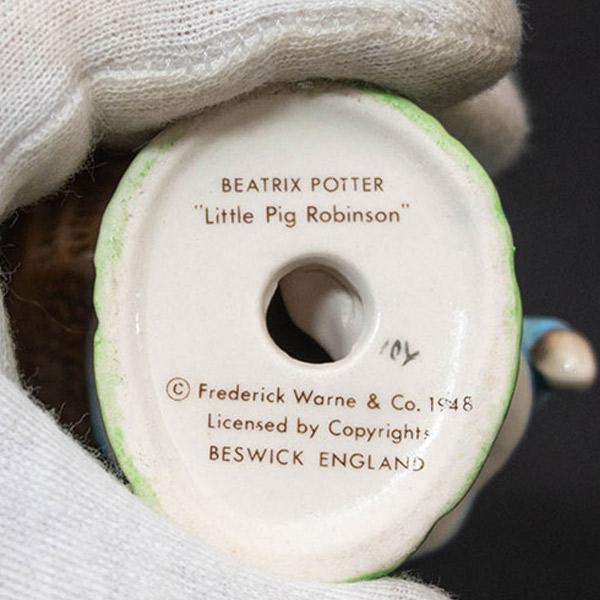 BEATRIX POTTER
"Little Pig Robinson"
© Frederick Warne & Co. 1948
Licensed by Copyrights
BESWICK ENGLAND